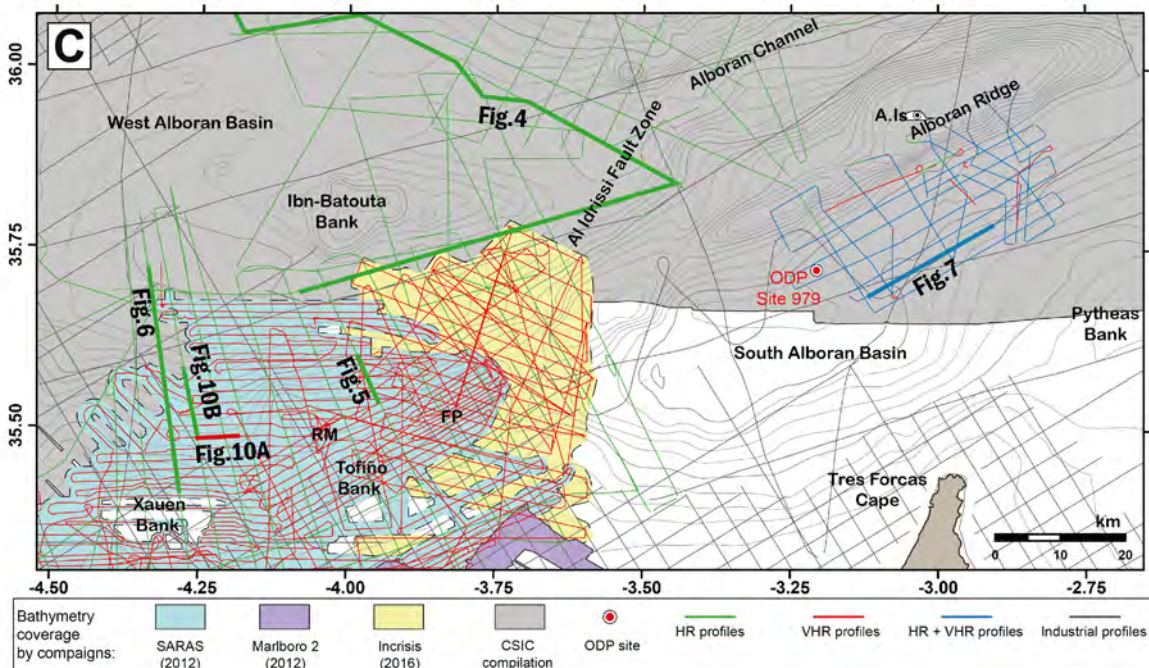 C
36.00
35.75
35.50
West Alboran Basin
Fig.4
Alboran Channel
A.Is
Alboran Ridge
Ibn-Batouta
Bank
Al Idrissi Fault Zone
ODP
Site 979
Fig.7
Pytheas
Bank
South Alboran Basin
Fig.6
Fig.10B
Fig.5
FP
RM
Fig.10A
Tofiño
Bank
Xauen
Bank
Tres Forcas
Cape
km
0 10 20
-4.50 -4.25 -4.00 -3.75 -3.50 -3.25 -3.00 -2.75
Bathymetry
coverage
by compaigns:
SARAS
(2012)
Marlboro 2
(2012)
Incrisis
(2016)
CSIC
compilation
ODP site
HR profiles
VHR profiles
HR + VHR profiles
Industrial profiles